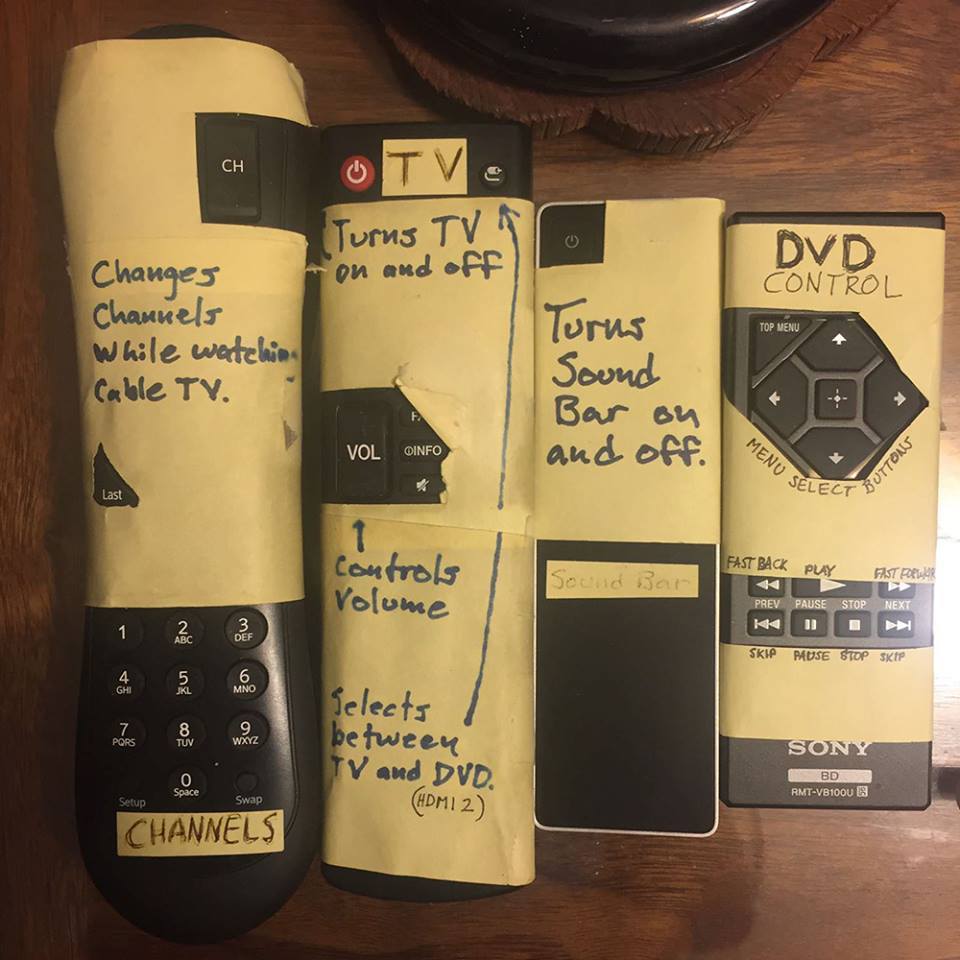 CH
Changes
Channels
While watching
Cable TV.
Last
1
2
ABC
3
DEF
4
GHI
5
JKL
6
MNO
7
PQRS
8
TUV
9
WXYZ
0
Space
Setup
Swap
CHANNELS
TV
Turns TV
on and off
VOL
INFO
Controls
Volume
Selects
between
TV and DVD.
(HDMI 2)
Turns
Sound
Bar on
and off.
Sound Bar
DVD
CONTROL
TOP MENU
MENU SELECT BUTTONS
FAST BACK PLAY FAST FORWAR
PREV PAUSE STOP NEXT
SKIP PAUSE STOP SKIP
SONY
BD
RMT-VB100U